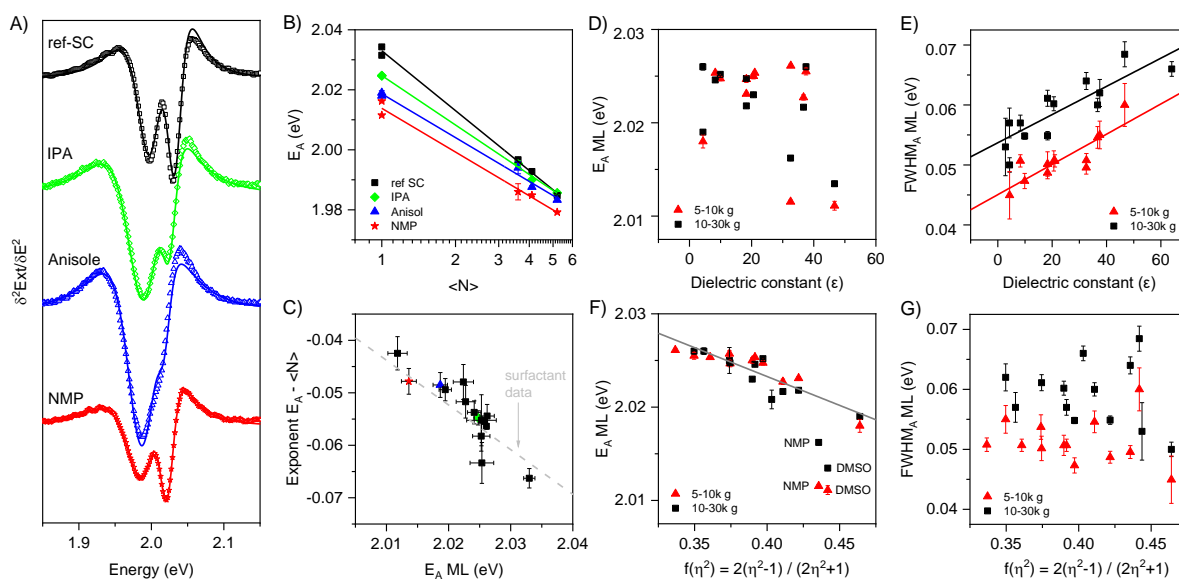 A)
ref-SC
IPA
Anisole
NMP
δ²Ext/δE²
1.9 2.0 2.1
Energy (eV)
B)
2.04
2.02
2.00
1.98
E_A (eV)
ref SC
IPA
Anisol
NMP
1 2 3 4 5 6
<N>
C)
-0.04
-0.05
-0.06
-0.07
Exponent E_A - <N>
surfactant
data
2.01 2.02 2.03 2.04
E_A ML (eV)
D)
2.03
2.02
2.01
E_A ML (eV)
5-10k g
10-30k g
0 20 40 60
Dielectric constant (ε)
E)
0.07
0.06
0.05
0.04
FWHM_A ML (eV)
5-10k g
10-30k g
0 20 40 60
Dielectric constant (ε)
F)
2.03
2.02
2.01
E_A ML (eV)
NMP
DMSO
NMP
DMSO
5-10k g
10-30k g
0.35 0.40 0.45
f(η²) = 2(η²-1) / (2η²+1)
G)
0.07
0.06
0.05
0.04
FWHM_A ML (eV)
5-10k g
10-30k g
0.35 0.40 0.45
f(η²) = 2(η²-1) / (2η²+1)